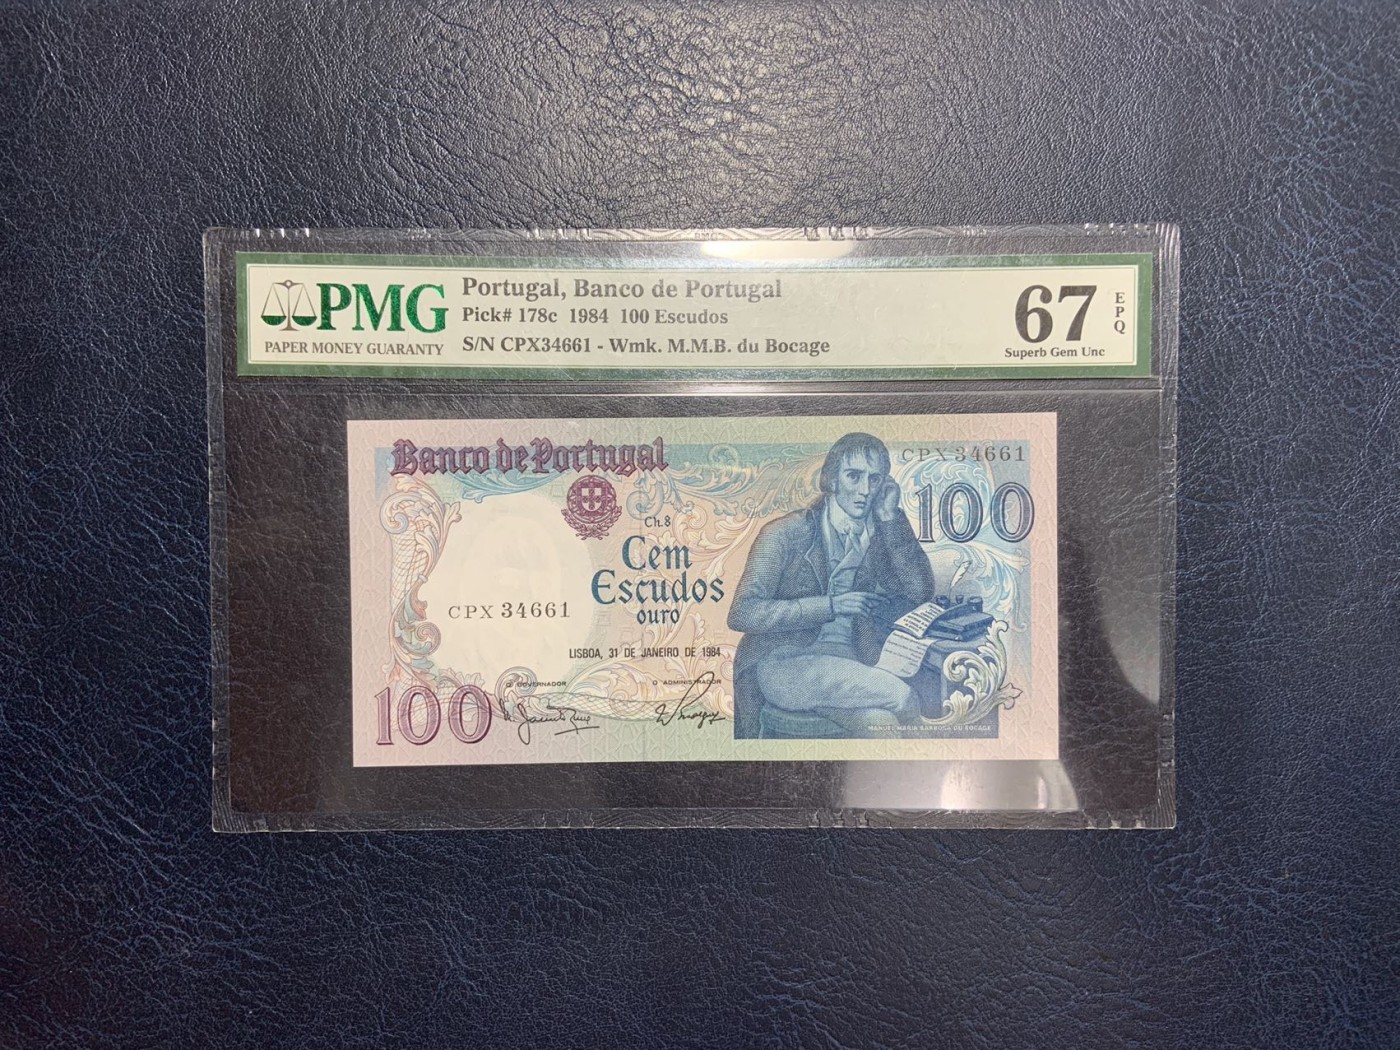 PMG
PAPER MONEY GUARANTY
Portugal, Banco de Portugal
Pick# 178c 1984 100 Escudos
S/N CPX34661 - Wmk. M.M.B. du Bocage
67
EPQ
Superb Gem Unc
Banco de Portugal
CPX 34661
100
Ch. 8
Cem
Escudos
ouro
CPX 34661
LISBOA, 31 DE JANEIRO DE 1984
O GOVERNADOR
O ADMINISTRADOR
100
MANUEL MARIA BARBOSA DU BOCAGE